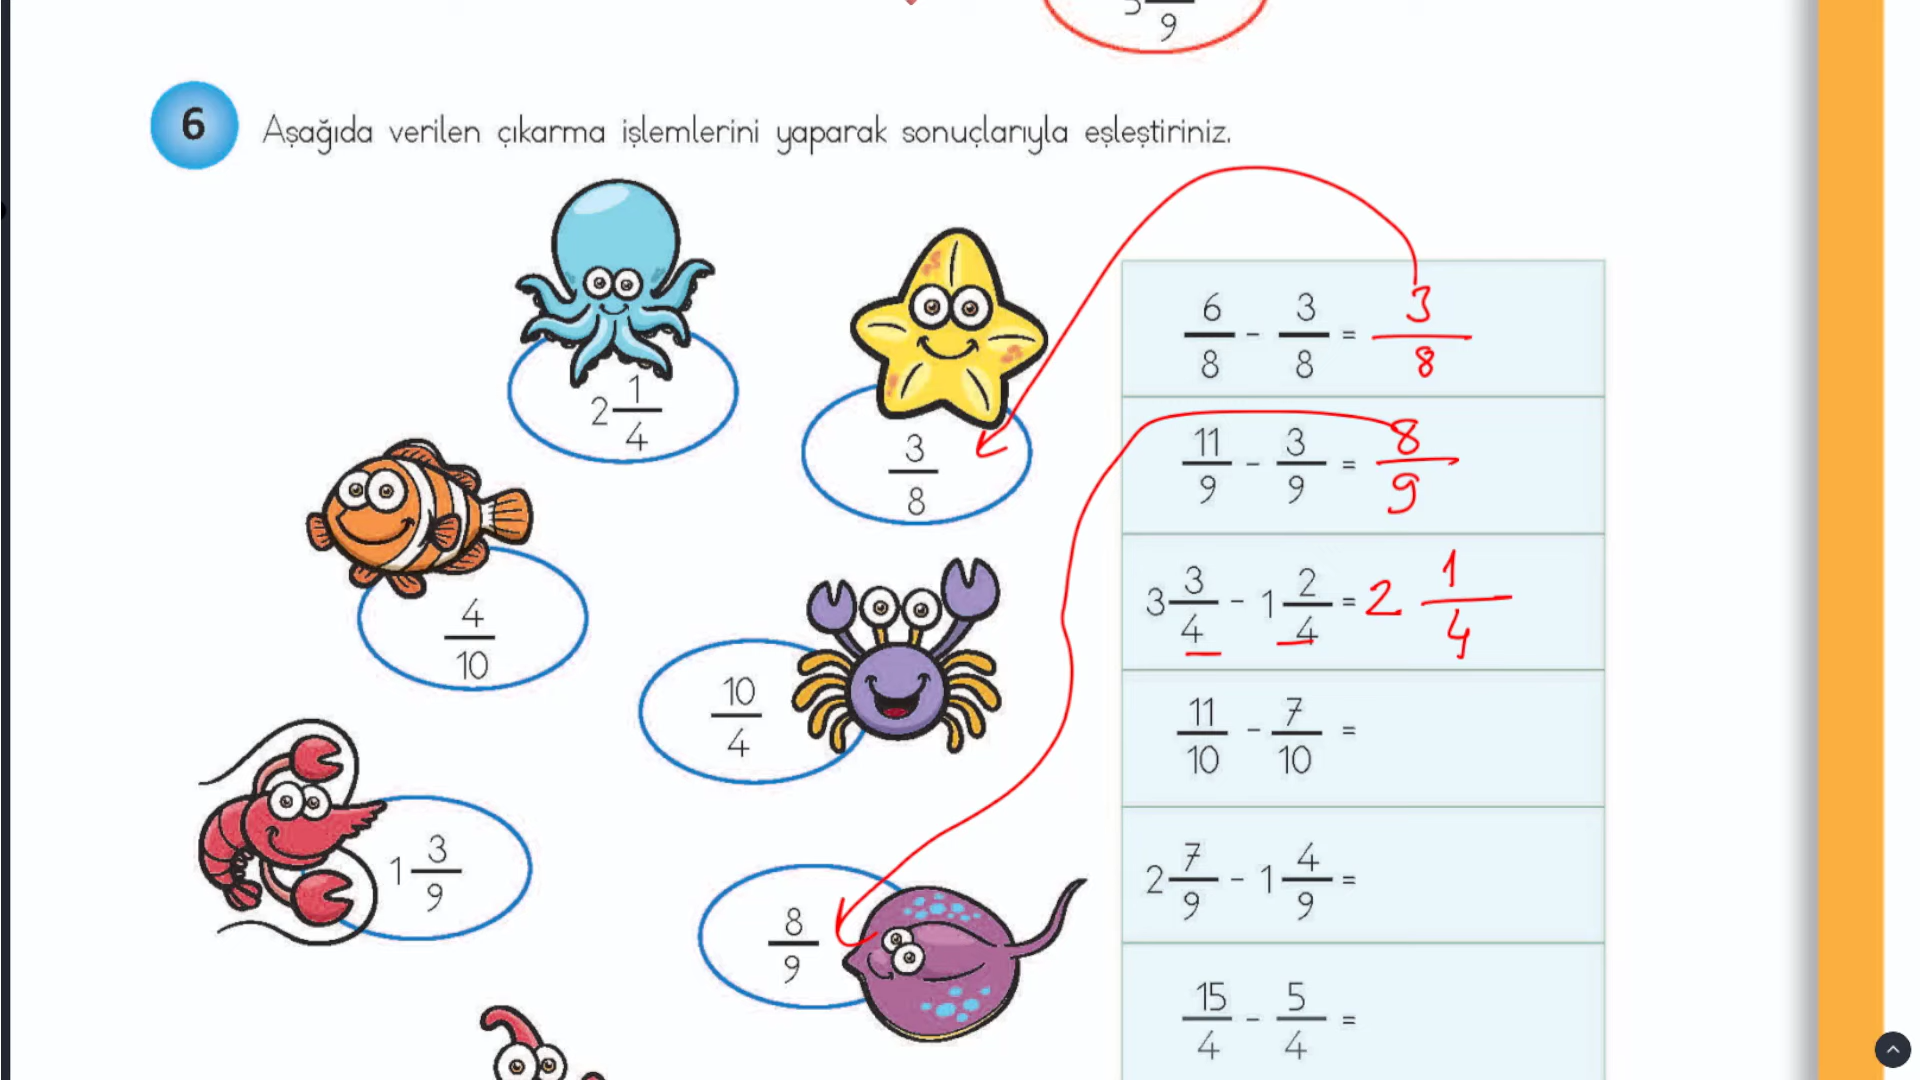 9
6 Aşağıda verilen çıkarma işlemlerini yaparak sonuçlarıyla eşleştiriniz.
2 1/4
3/8
4/10
10/4
1 3/9
8/9
6/8 - 3/8 = 3/8
11/9 - 3/9 = 8/9
3 3/4 - 1 2/4 = 2 1/4
11/10 - 7/10 =
2 7/9 - 1 4/9 =
15/4 - 5/4 =